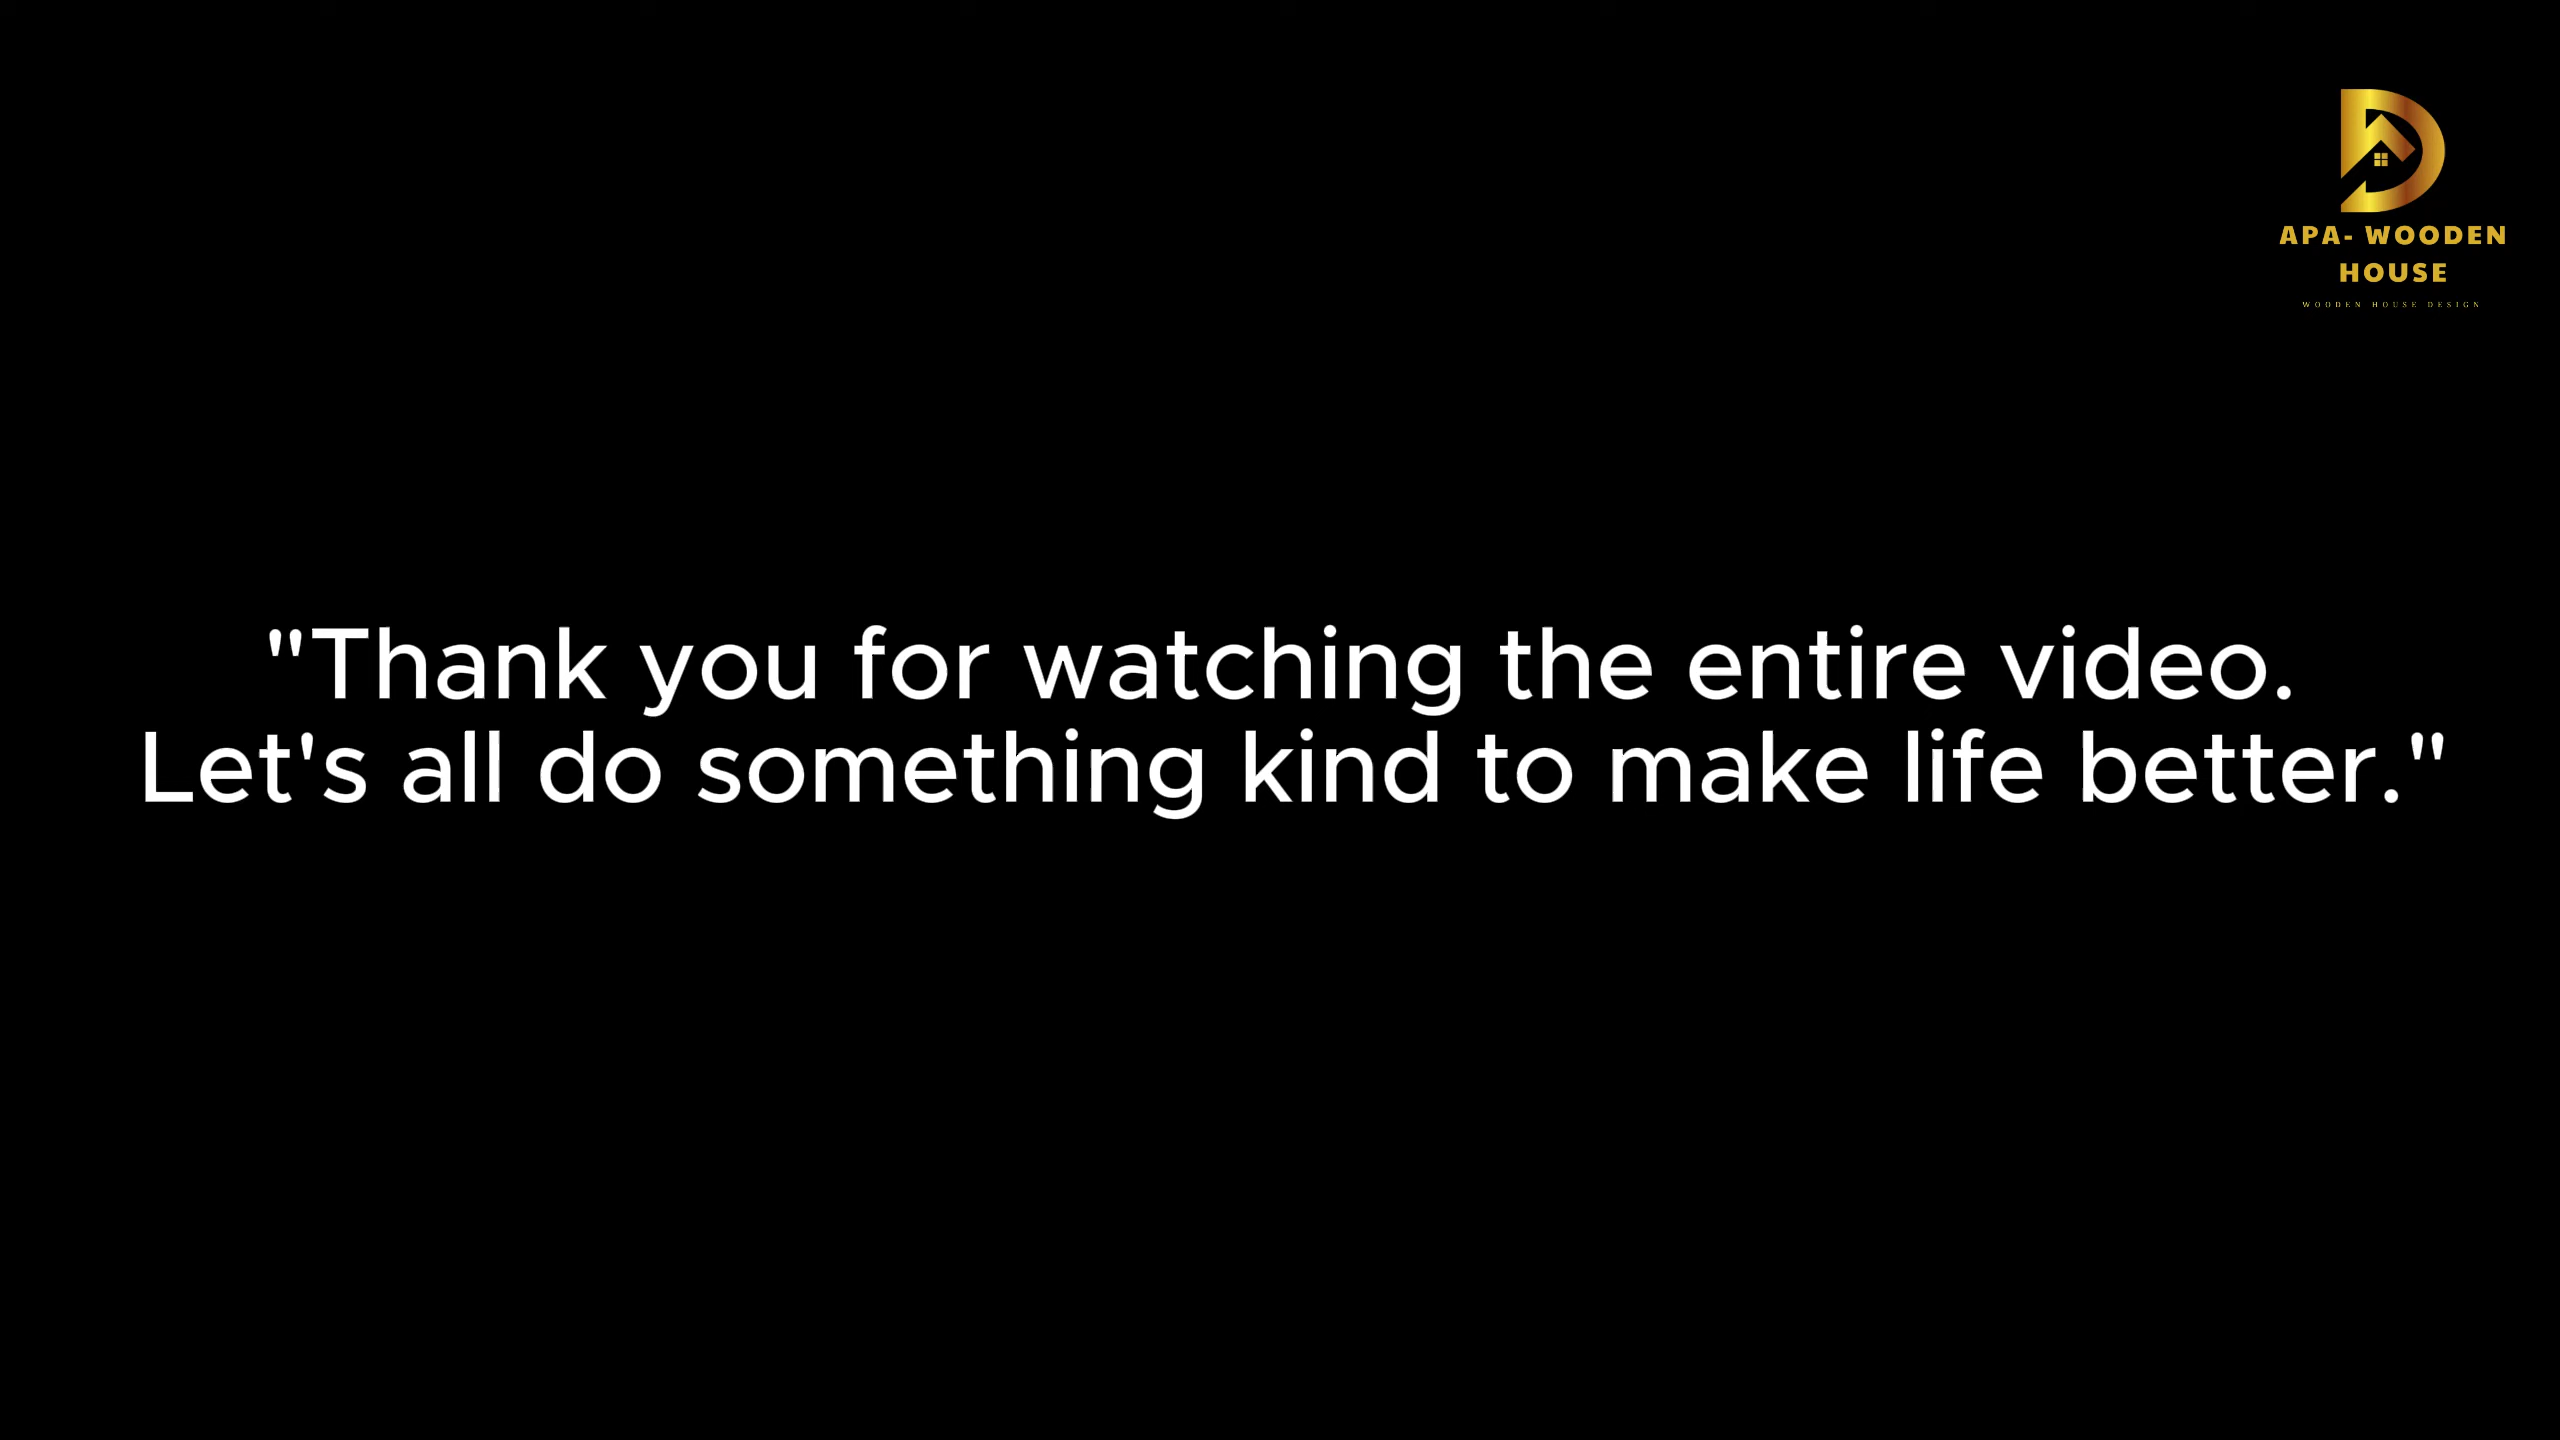 APA- WOODEN
HOUSE
WOODEN HOUSE DESIGN
"Thank you for watching the entire video.
Let's all do something kind to make life better."